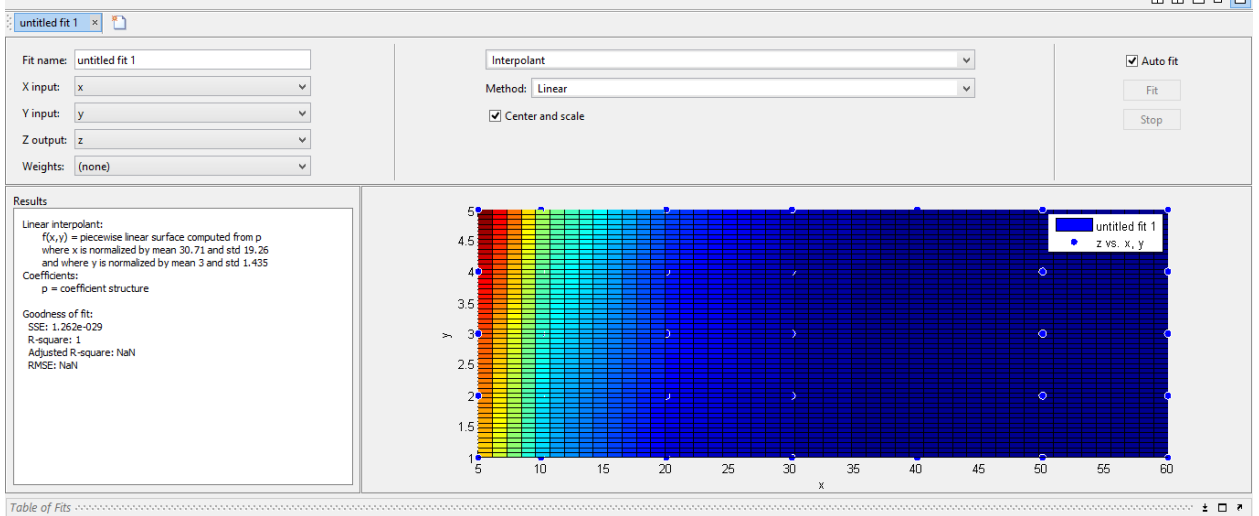 untitled fit 1
Fit name: untitled fit 1
X input: x
Y input: y
Z output: z
Weights: (none)
Interpolant
Method: Linear
Center and scale
Auto fit
Fit
Stop
Results
Linear interpolant:
f(x,y) = piecewise linear surface computed from p
where x is normalized by mean 30.71 and std 19.26
and where y is normalized by mean 3 and std 1.435
Coefficients:
p = coefficient structure
Goodness of fit:
SSE: 1.262e-029
R-square: 1
Adjusted R-square: NaN
RMSE: NaN
5
4.5
4
3.5
3
2.5
2
1.5
1
y
5 10 15 20 25 30 35 40 45 50 55 60
x
untitled fit 1
z vs. x, y
Table of Fits